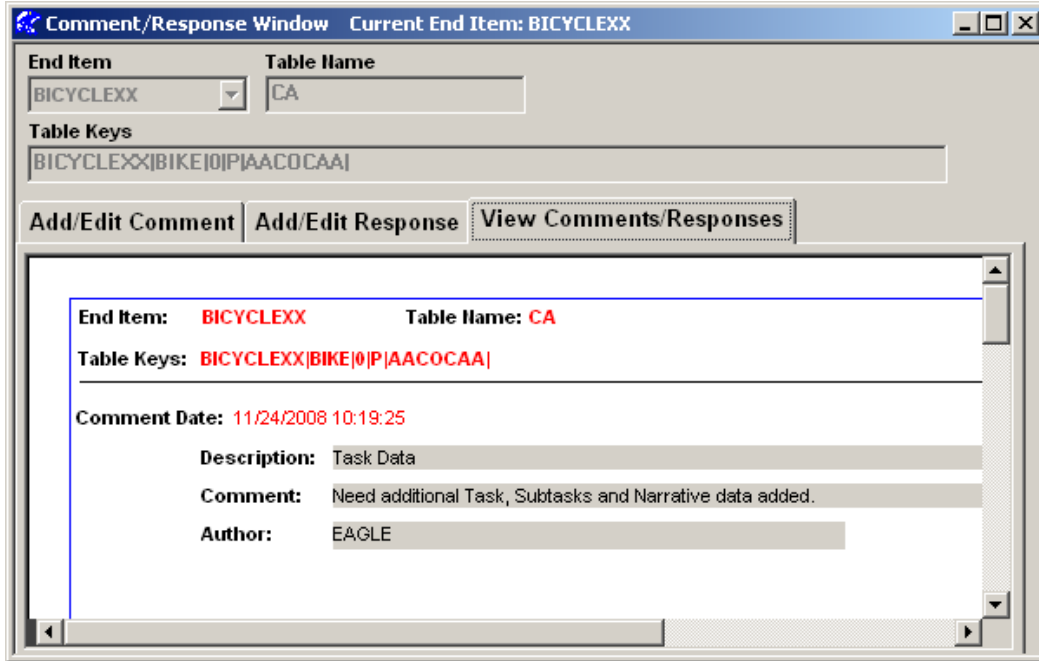 Comment/Response Window Current End Item: BICYCLEXX
End Item Table Name
BICYCLEXX CA
Table Keys
BICYCLEXX|BIKE|0|P|AACOCAA|
Add/Edit Comment Add/Edit Response View Comments/Responses
End Item: BICYCLEXX Table Name: CA
Table Keys: BICYCLEXX|BIKE|0|P|AACOCAA|
Comment Date: 11/24/2008 10:19:25
Description: Task Data
Comment: Need additional Task, Subtasks and Narrative data added.
Author: EAGLE